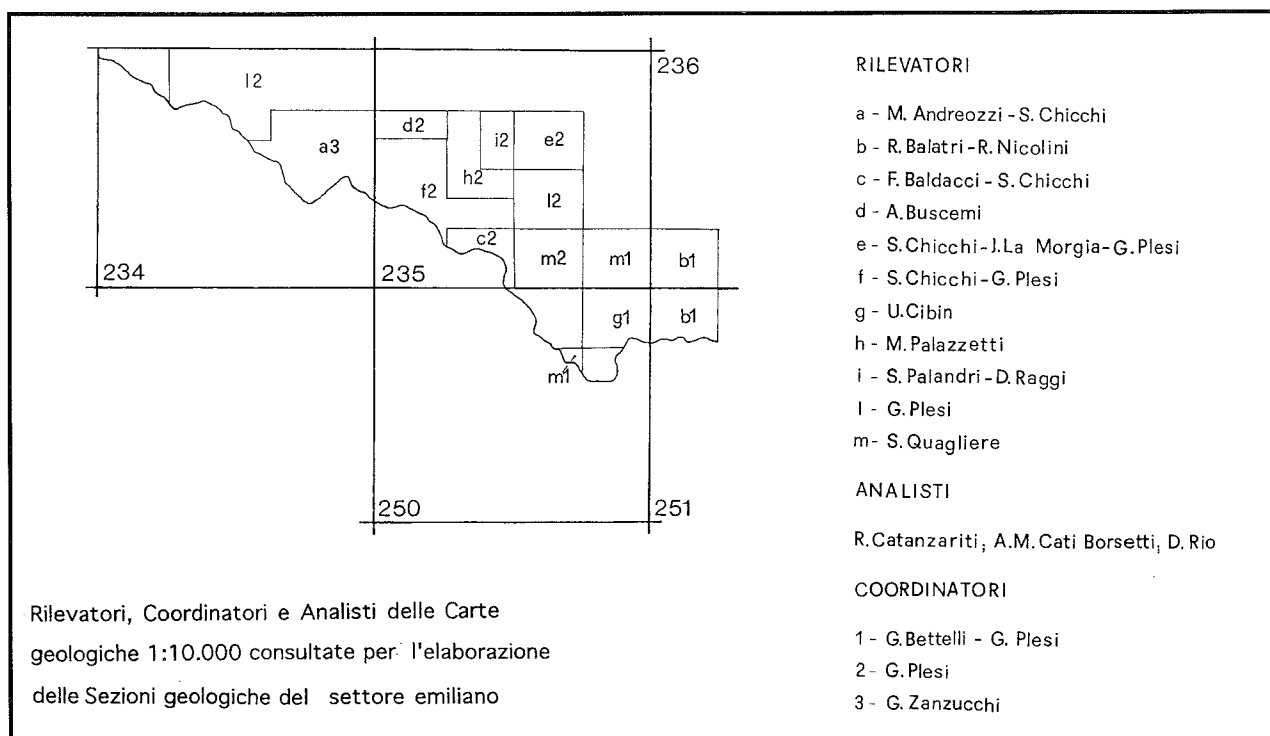 236
l2
d2
i2
e2
a3
h2
f2
l2
c2
m2
m1
b1
234
235
g1
b1
m1
250
251
Rilevatori, Coordinatori e Analisti delle Carte
geologiche 1:10.000 consultate per l'elaborazione
delle Sezioni geologiche del settore emiliano
RILEVATORI
a - M. Andreozzi - S. Chicchi
b - R. Balatri - R. Nicolini
c - F. Baldacci - S. Chicchi
d - A. Buscemi
e - S. Chicchi - J. La Morgia - G. Plesi
f - S. Chicchi - G. Plesi
g - U. Cibin
h - M. Palazzetti
i - S. Palandri - D. Raggi
l - G. Plesi
m - S. Quagliere
ANALISTI
R. Catanzariti, A.M. Cati Borsetti, D. Rio
COORDINATORI
1 - G. Bettelli - G. Plesi
2 - G. Plesi
3 - G. Zanzucchi